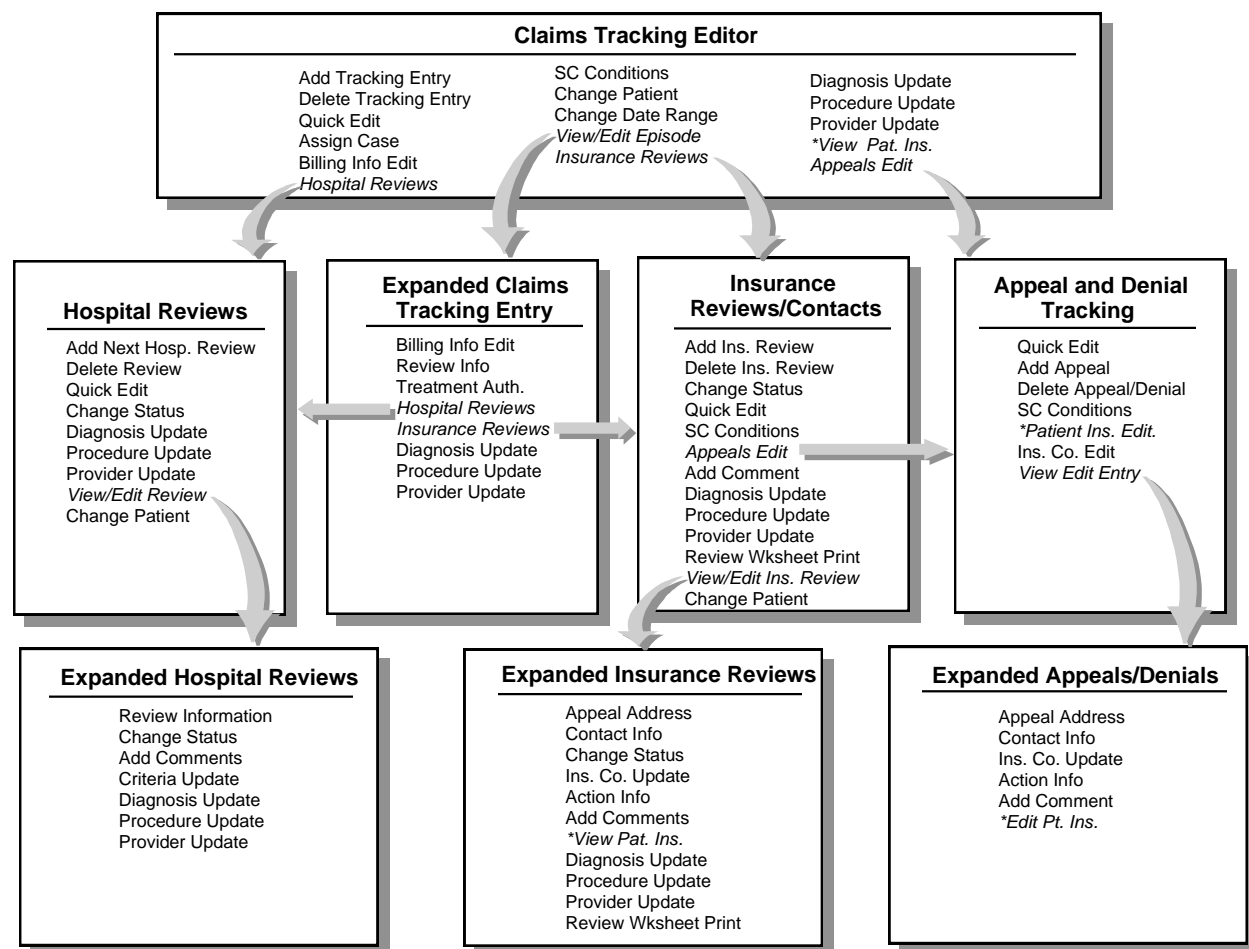 Claims Tracking Editor
Add Tracking Entry
Delete Tracking Entry
Quick Edit
Assign Case
Billing Info Edit
Hospital Reviews
SC Conditions
Change Patient
Change Date Range
View/Edit Episode
Insurance Reviews
Diagnosis Update
Procedure Update
Provider Update
*View Pat. Ins.
Appeals Edit
Hospital Reviews
Add Next Hosp. Review
Delete Review
Quick Edit
Change Status
Diagnosis Update
Procedure Update
Provider Update
View/Edit Review
Change Patient
Expanded Claims
Tracking Entry
Billing Info Edit
Review Info
Treatment Auth.
Hospital Reviews
Insurance Reviews
Diagnosis Update
Procedure Update
Provider Update
Insurance
Reviews/Contacts
Add Ins. Review
Delete Ins. Review
Change Status
Quick Edit
SC Conditions
Appeals Edit
Add Comment
Diagnosis Update
Procedure Update
Provider Update
Review Wksheet Print
View/Edit Ins. Review
Change Patient
Appeal and Denial
Tracking
Quick Edit
Add Appeal
Delete Appeal/Denial
SC Conditions
*Patient Ins. Edit.
Ins. Co. Edit
View Edit Entry
Expanded Hospital Reviews
Review Information
Change Status
Add Comments
Criteria Update
Diagnosis Update
Procedure Update
Provider Update
Expanded Insurance Reviews
Appeal Address
Contact Info
Change Status
Ins. Co. Update
Action Info
Add Comments
*View Pat. Ins.
Diagnosis Update
Procedure Update
Provider Update
Review Wksheet Print
Expanded Appeals/Denials
Appeal Address
Contact Info
Ins. Co. Update
Action Info
Add Comment
*Edit Pt. Ins.